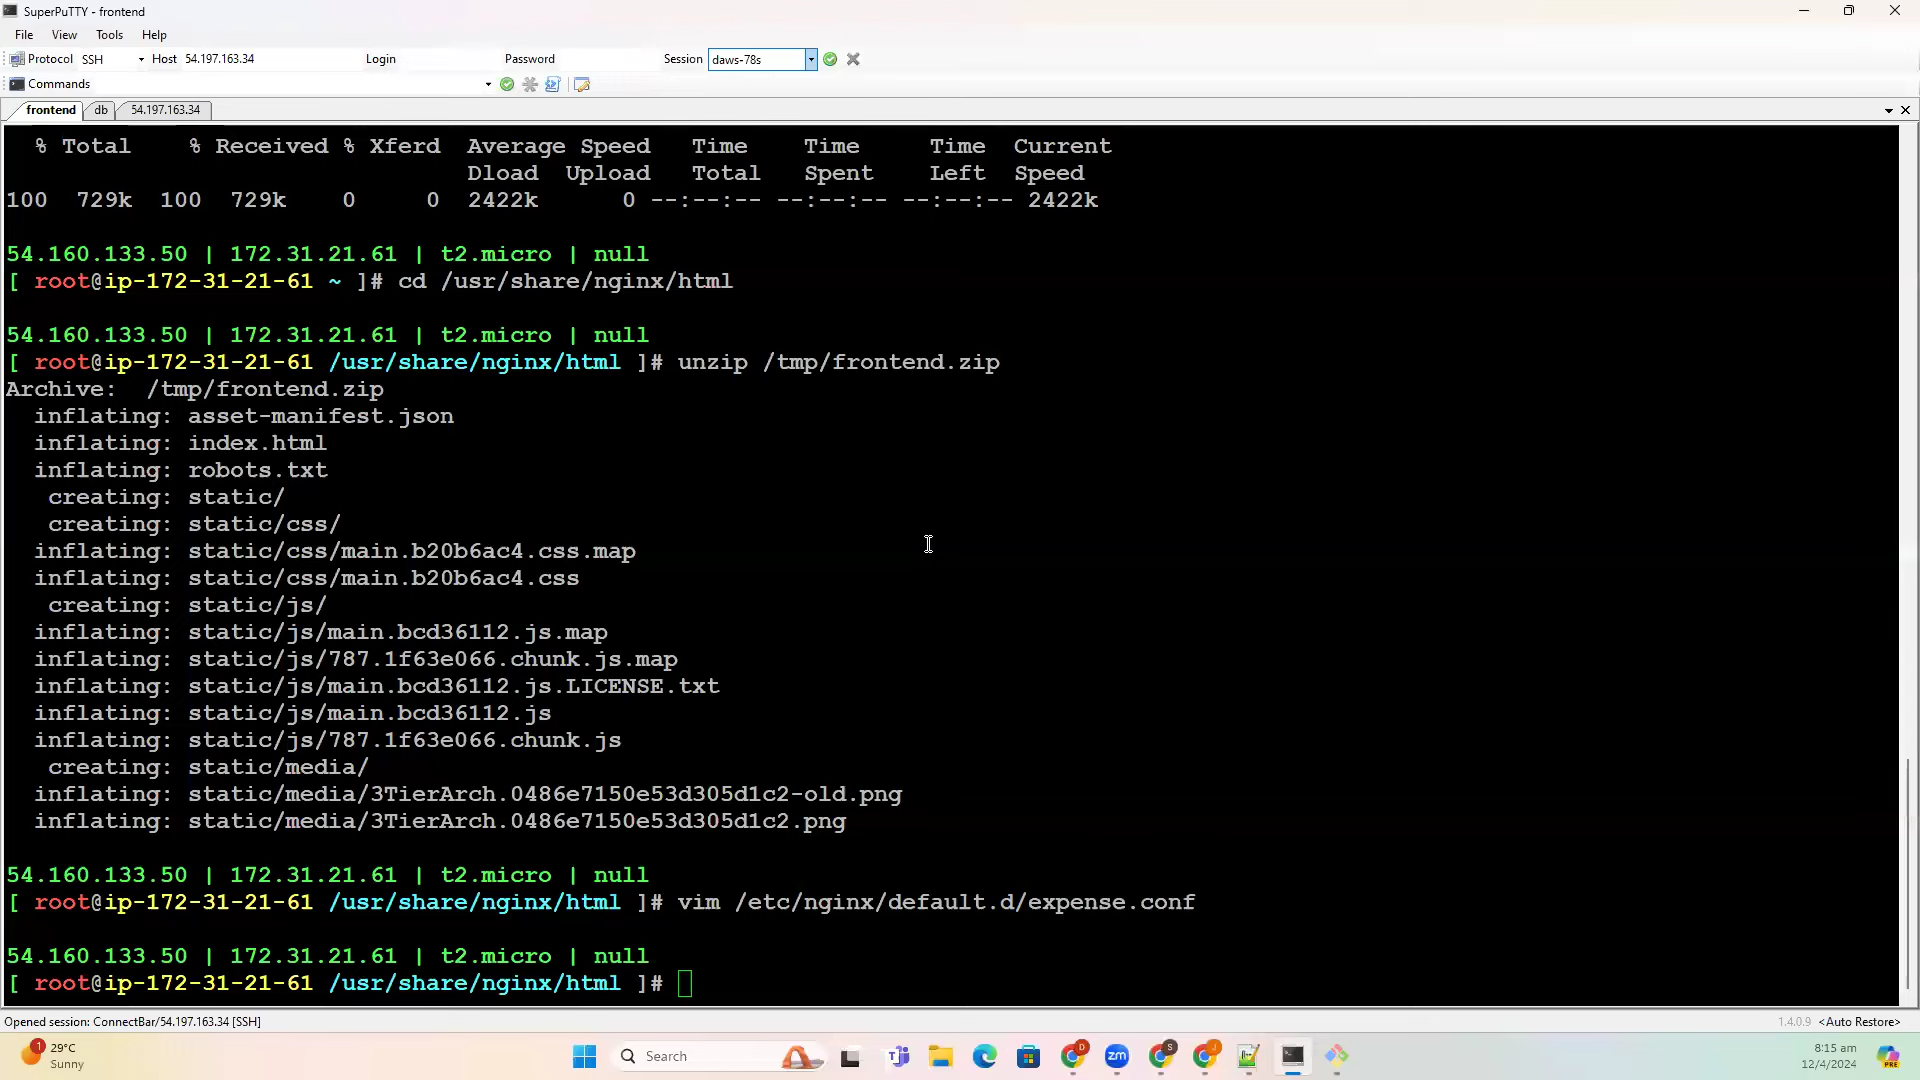 SuperPuTTY - frontend
File View Tools Help
Protocol SSH Host 54.197.163.34 Login Password Session daws-78s
Commands
frontend db 54.197.163.34
% Total % Received % Xferd Average Speed Time Time Time Current
Dload Upload Total Spent Left Speed
100 729k 100 729k 0 0 2422k 0 --:--:-- --:--:-- --:--:-- 2422k
54.160.133.50 | 172.31.21.61 | t2.micro | null
[ root@ip-172-31-21-61 ~ ]# cd /usr/share/nginx/html
54.160.133.50 | 172.31.21.61 | t2.micro | null
[ root@ip-172-31-21-61 /usr/share/nginx/html ]# unzip /tmp/frontend.zip
Archive: /tmp/frontend.zip
inflating: asset-manifest.json
inflating: index.html
inflating: robots.txt
creating: static/
creating: static/css/
inflating: static/css/main.b20b6ac4.css.map
inflating: static/css/main.b20b6ac4.css
creating: static/js/
inflating: static/js/main.bcd36112.js.map
inflating: static/js/787.1f63e066.chunk.js.map
inflating: static/js/main.bcd36112.js.LICENSE.txt
inflating: static/js/main.bcd36112.js
inflating: static/js/787.1f63e066.chunk.js
creating: static/media/
inflating: static/media/3TierArch.0486e7150e53d305d1c2-old.png
inflating: static/media/3TierArch.0486e7150e53d305d1c2.png
54.160.133.50 | 172.31.21.61 | t2.micro | null
[ root@ip-172-31-21-61 /usr/share/nginx/html ]# vim /etc/nginx/default.d/expense.conf
54.160.133.50 | 172.31.21.61 | t2.micro | null
[ root@ip-172-31-21-61 /usr/share/nginx/html ]#
Opened session: ConnectBar/54.197.163.34 [SSH] 1.4.0.9 <Auto Restore>
1 29°C
Sunny
Search
zm
D
S
J
8:15 am
12/4/2024
PRE